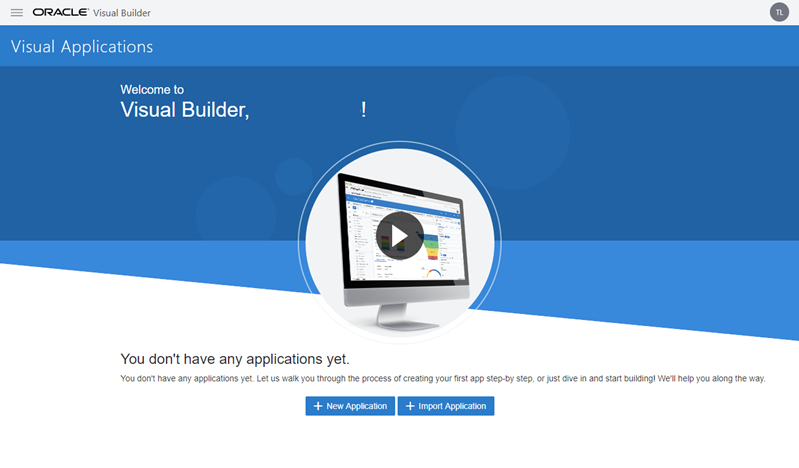 ORACLE Visual Builder
TL
Visual Applications
Welcome to
Visual Builder, !
You don't have any applications yet.
You don't have any applications yet. Let us walk you through the process of creating your first app step-by step, or just dive in and start building! We'll help you along the way.
+ New Application
+ Import Application